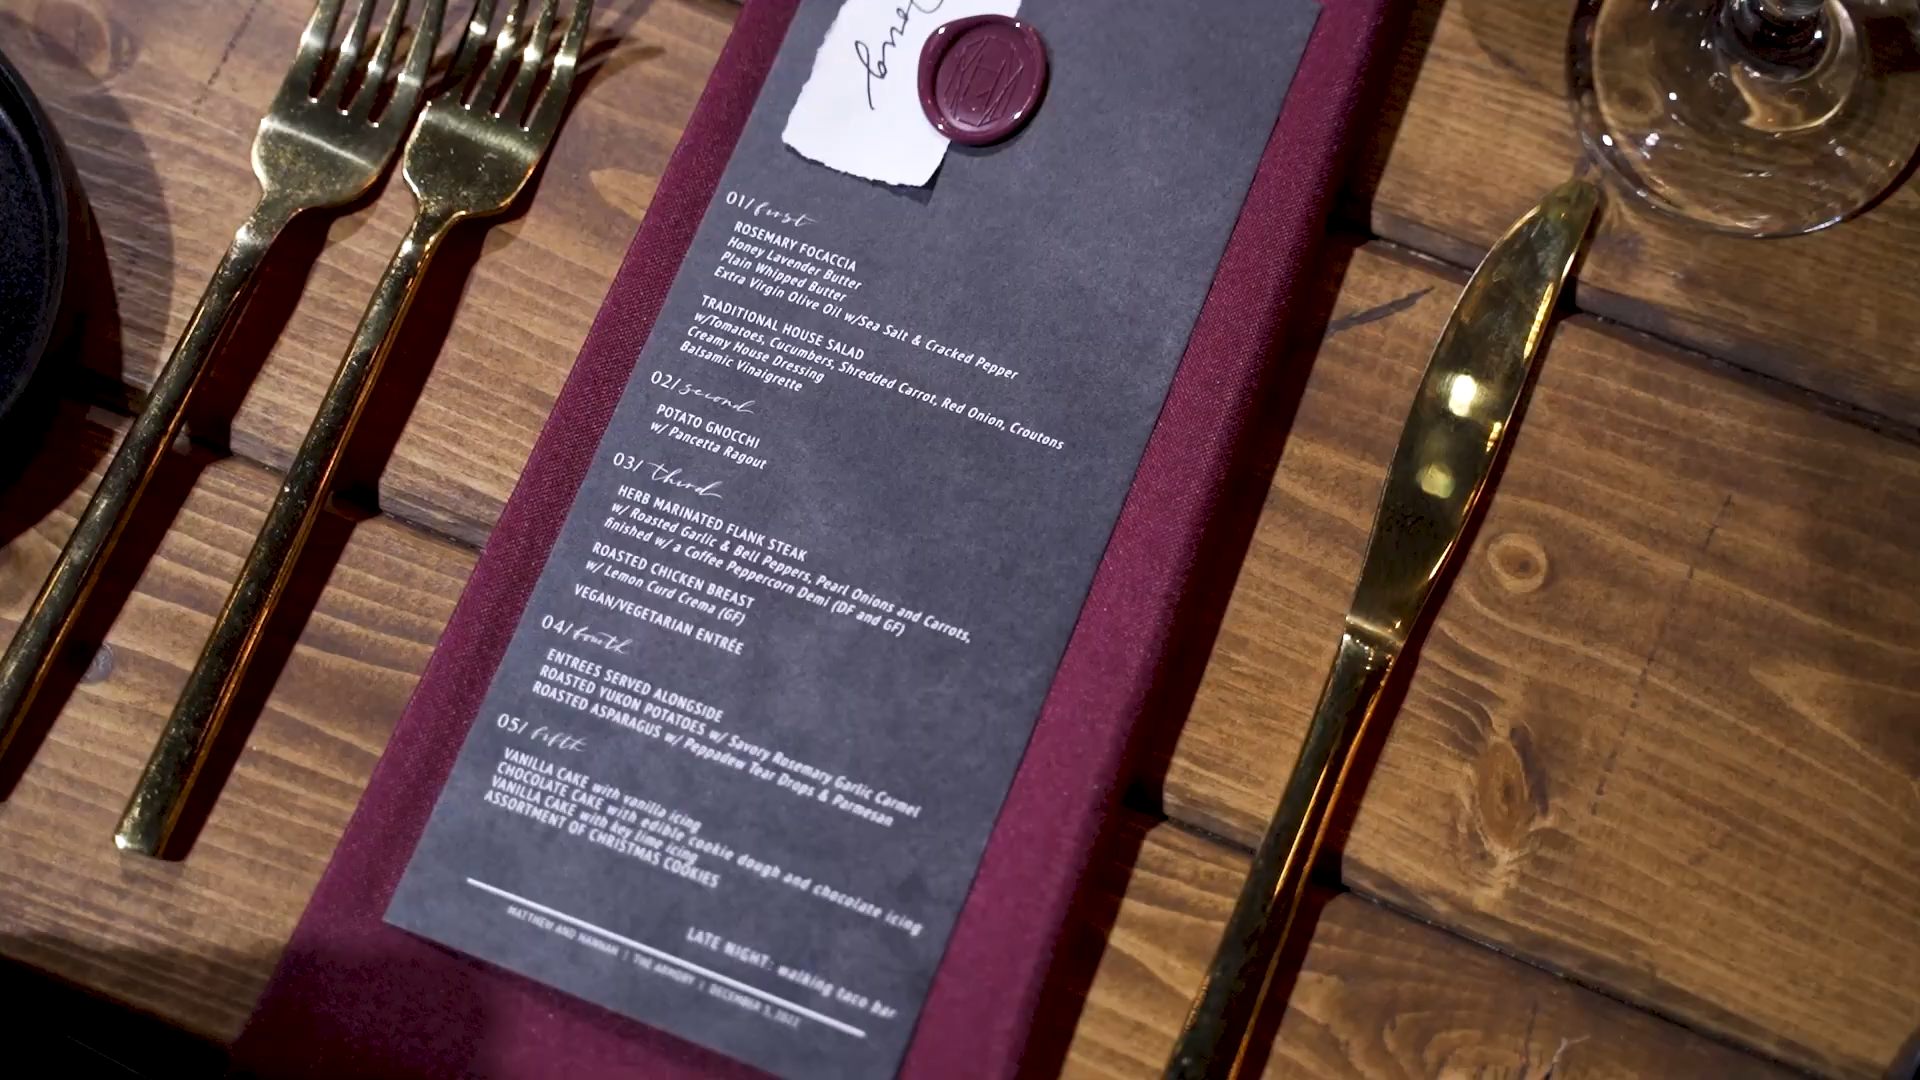 01/ first
ROSEMARY FOCACCIA
Honey Lavender Butter
Plain Whipped Butter
Extra Virgin Olive Oil w/Sea Salt & Cracked Pepper
TRADITIONAL HOUSE SALAD
w/Tomatoes, Cucumbers, Shredded Carrot, Red Onion, Croutons
Creamy House Dressing
Balsamic Vinaigrette
02/ second
POTATO GNOCCHI
w/ Pancetta Ragout
03/ third
HERB MARINATED FLANK STEAK
w/ Roasted Garlic & Bell Peppers, Pearl Onions and Carrots,
finished w/ a Coffee Peppercorn Demi (DF and GF)
ROASTED CHICKEN BREAST
w/ Lemon Curd Crema (GF)
VEGAN/VEGETARIAN ENTRÉE
04/ fourth
ENTREES SERVED ALONGSIDE
ROASTED YUKON POTATOES w/ Savory Rosemary Garlic Carmel
ROASTED ASPARAGUS w/ Peppadew Tear Drops & Parmesan
05/ fifth
VANILLA CAKE with vanilla icing
CHOCOLATE CAKE with edible cookie dough and chocolate icing
VANILLA CAKE with key lime icing
ASSORTMENT OF CHRISTMAS COOKIES
LATE NIGHT: walking taco bar
MATTHEW AND HANNAH | THE ARMORY | DECEMBER 3, 2022